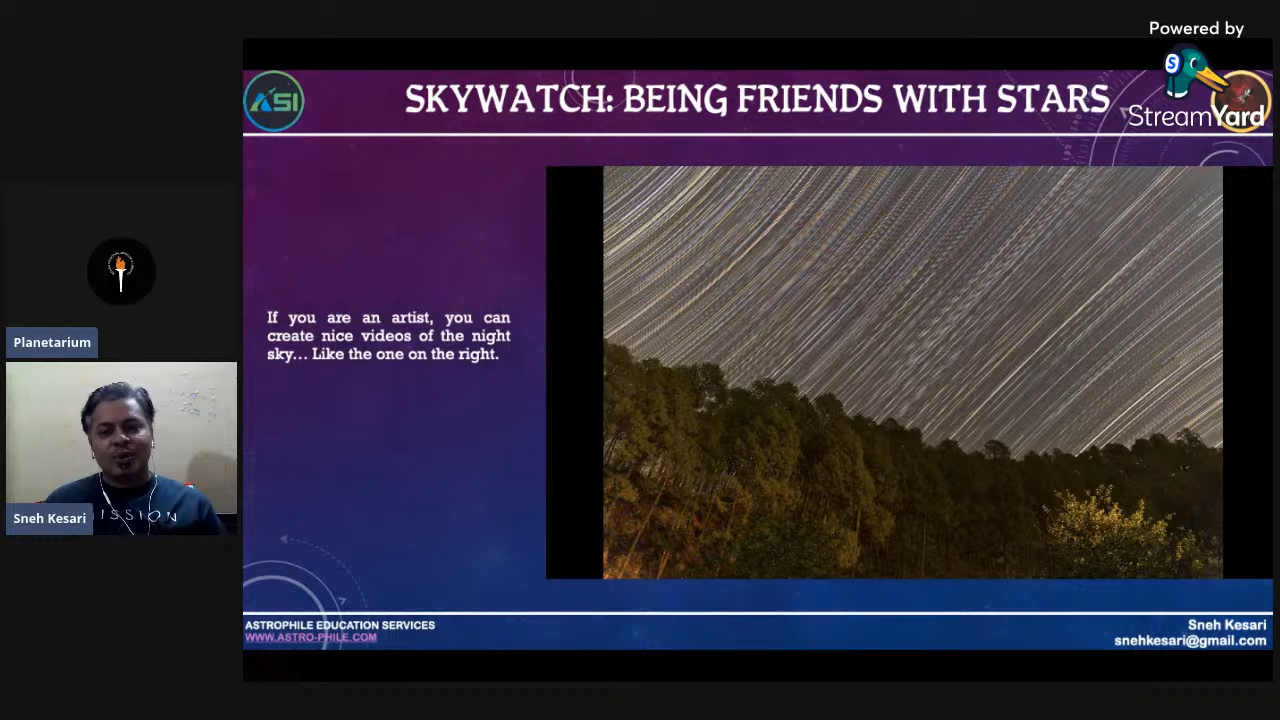 Powered by
StreamYard
ASI
SKYWATCH: BEING FRIENDS WITH STARS
If you are an artist, you can
create nice videos of the night
sky... Like the one on the right.
Planetarium
Sneh Kesari
ISSION
ASTROPHILE EDUCATION SERVICES
WWW.ASTRO-PHILE.COM
Sneh Kesari
snehkesari@gmail.com